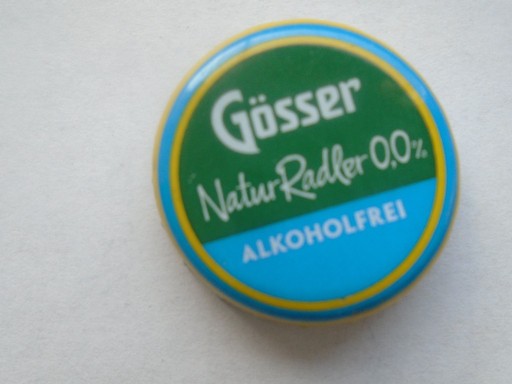 Gösser
NaturRadler 0,0%
ALKOHOLFREI